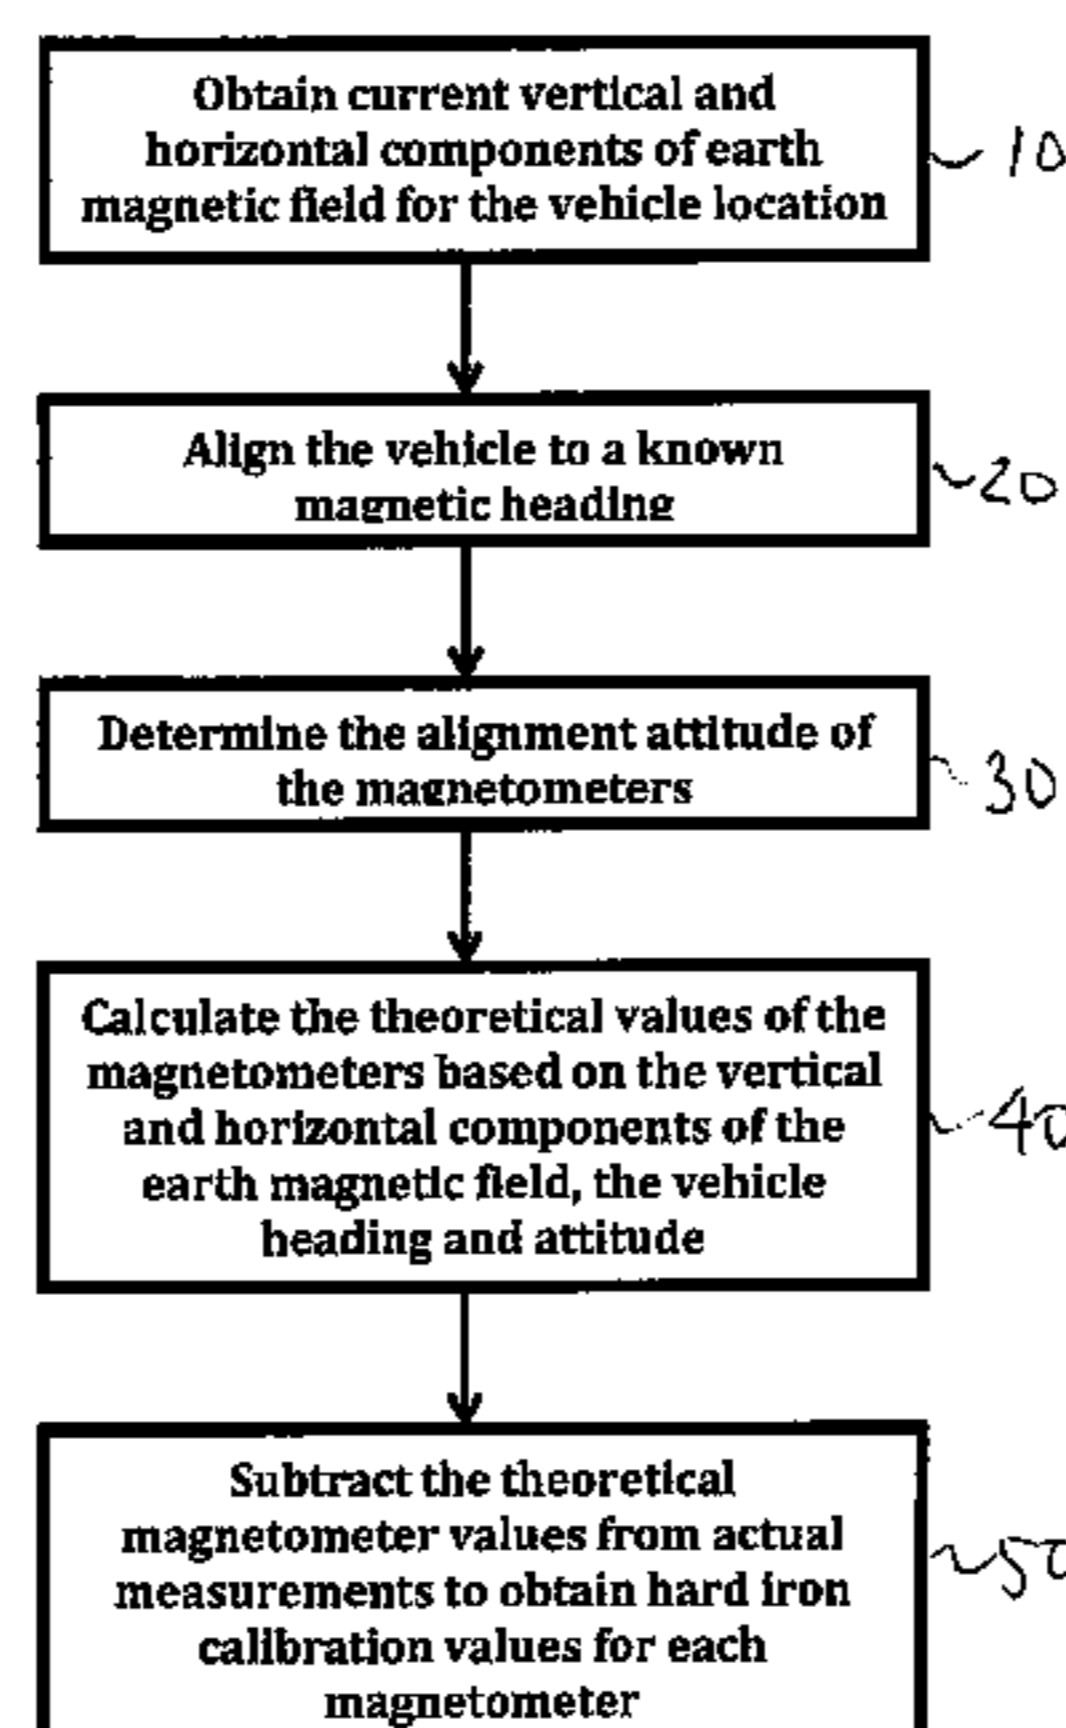 Obtain current vertical and
horizontal components of earth
magnetic field for the vehicle location
10
Align the vehicle to a known
magnetic heading
20
Determine the alignment attitude of
the magnetometers
30
Calculate the theoretical values of the
magnetometers based on the vertical
and horizontal components of the
earth magnetic field, the vehicle
heading and attitude
40
Subtract the theoretical
magnetometer values from actual
measurements to obtain hard iron
calibration values for each
magnetometer
50